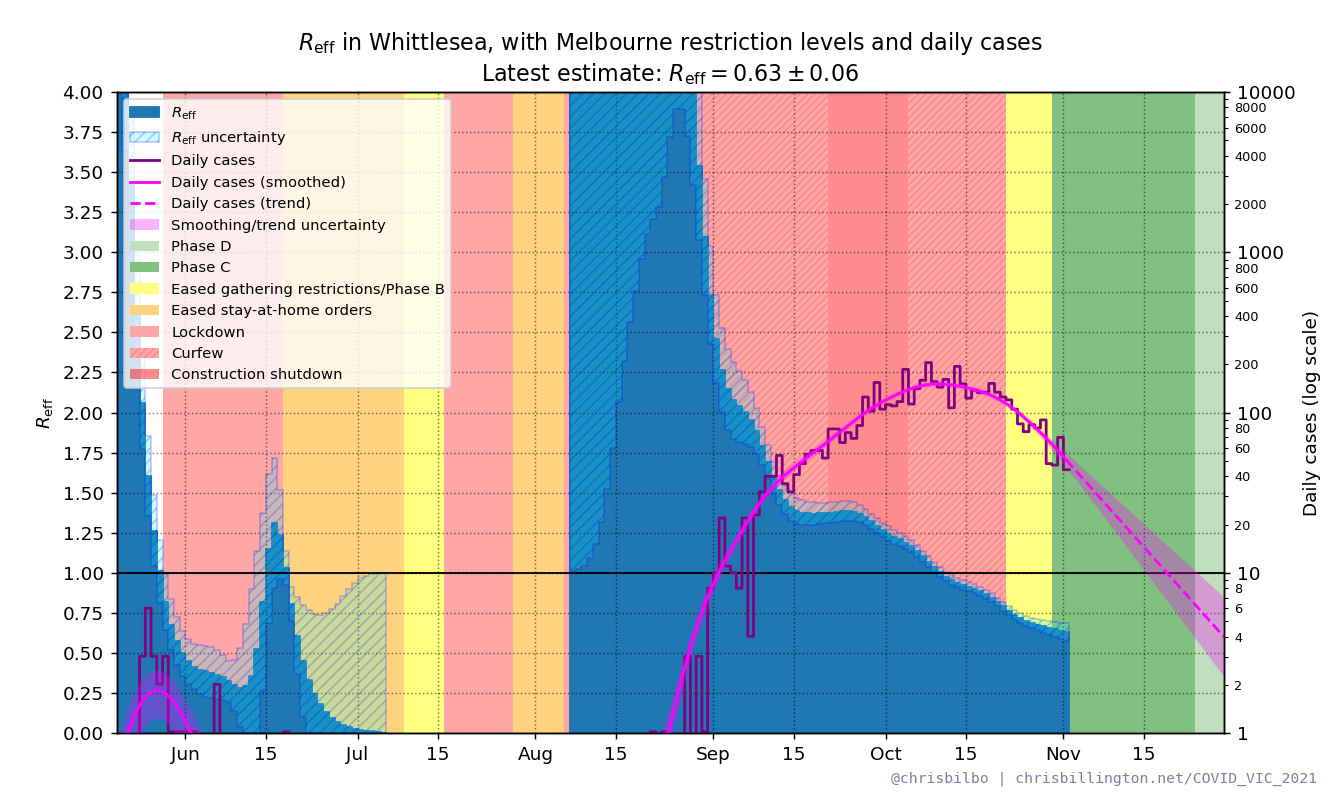 Reff in Whittlesea, with Melbourne restriction levels and daily cases
Latest estimate: Reff = 0.63 ± 0.06
Reff
Reff uncertainty
Daily cases
Daily cases (smoothed)
Daily cases (trend)
Smoothing/trend uncertainty
Phase D
Phase C
Eased gathering restrictions/Phase B
Eased stay-at-home orders
Lockdown
Curfew
Construction shutdown
4.00
3.75
3.50
3.25
3.00
2.75
2.50
2.25
2.00
1.75
1.50
1.25
1.00
0.75
0.50
0.25
0.00
Reff
10000
8000
6000
4000
2000
1000
800
600
400
200
100
80
60
40
20
10
8
6
4
2
1
Daily cases (log scale)
Jun 15 Jul 15 Aug 15 Sep 15 Oct 15 Nov 15
@chrisbilbo | chrisbillington.net/COVID_VIC_2021